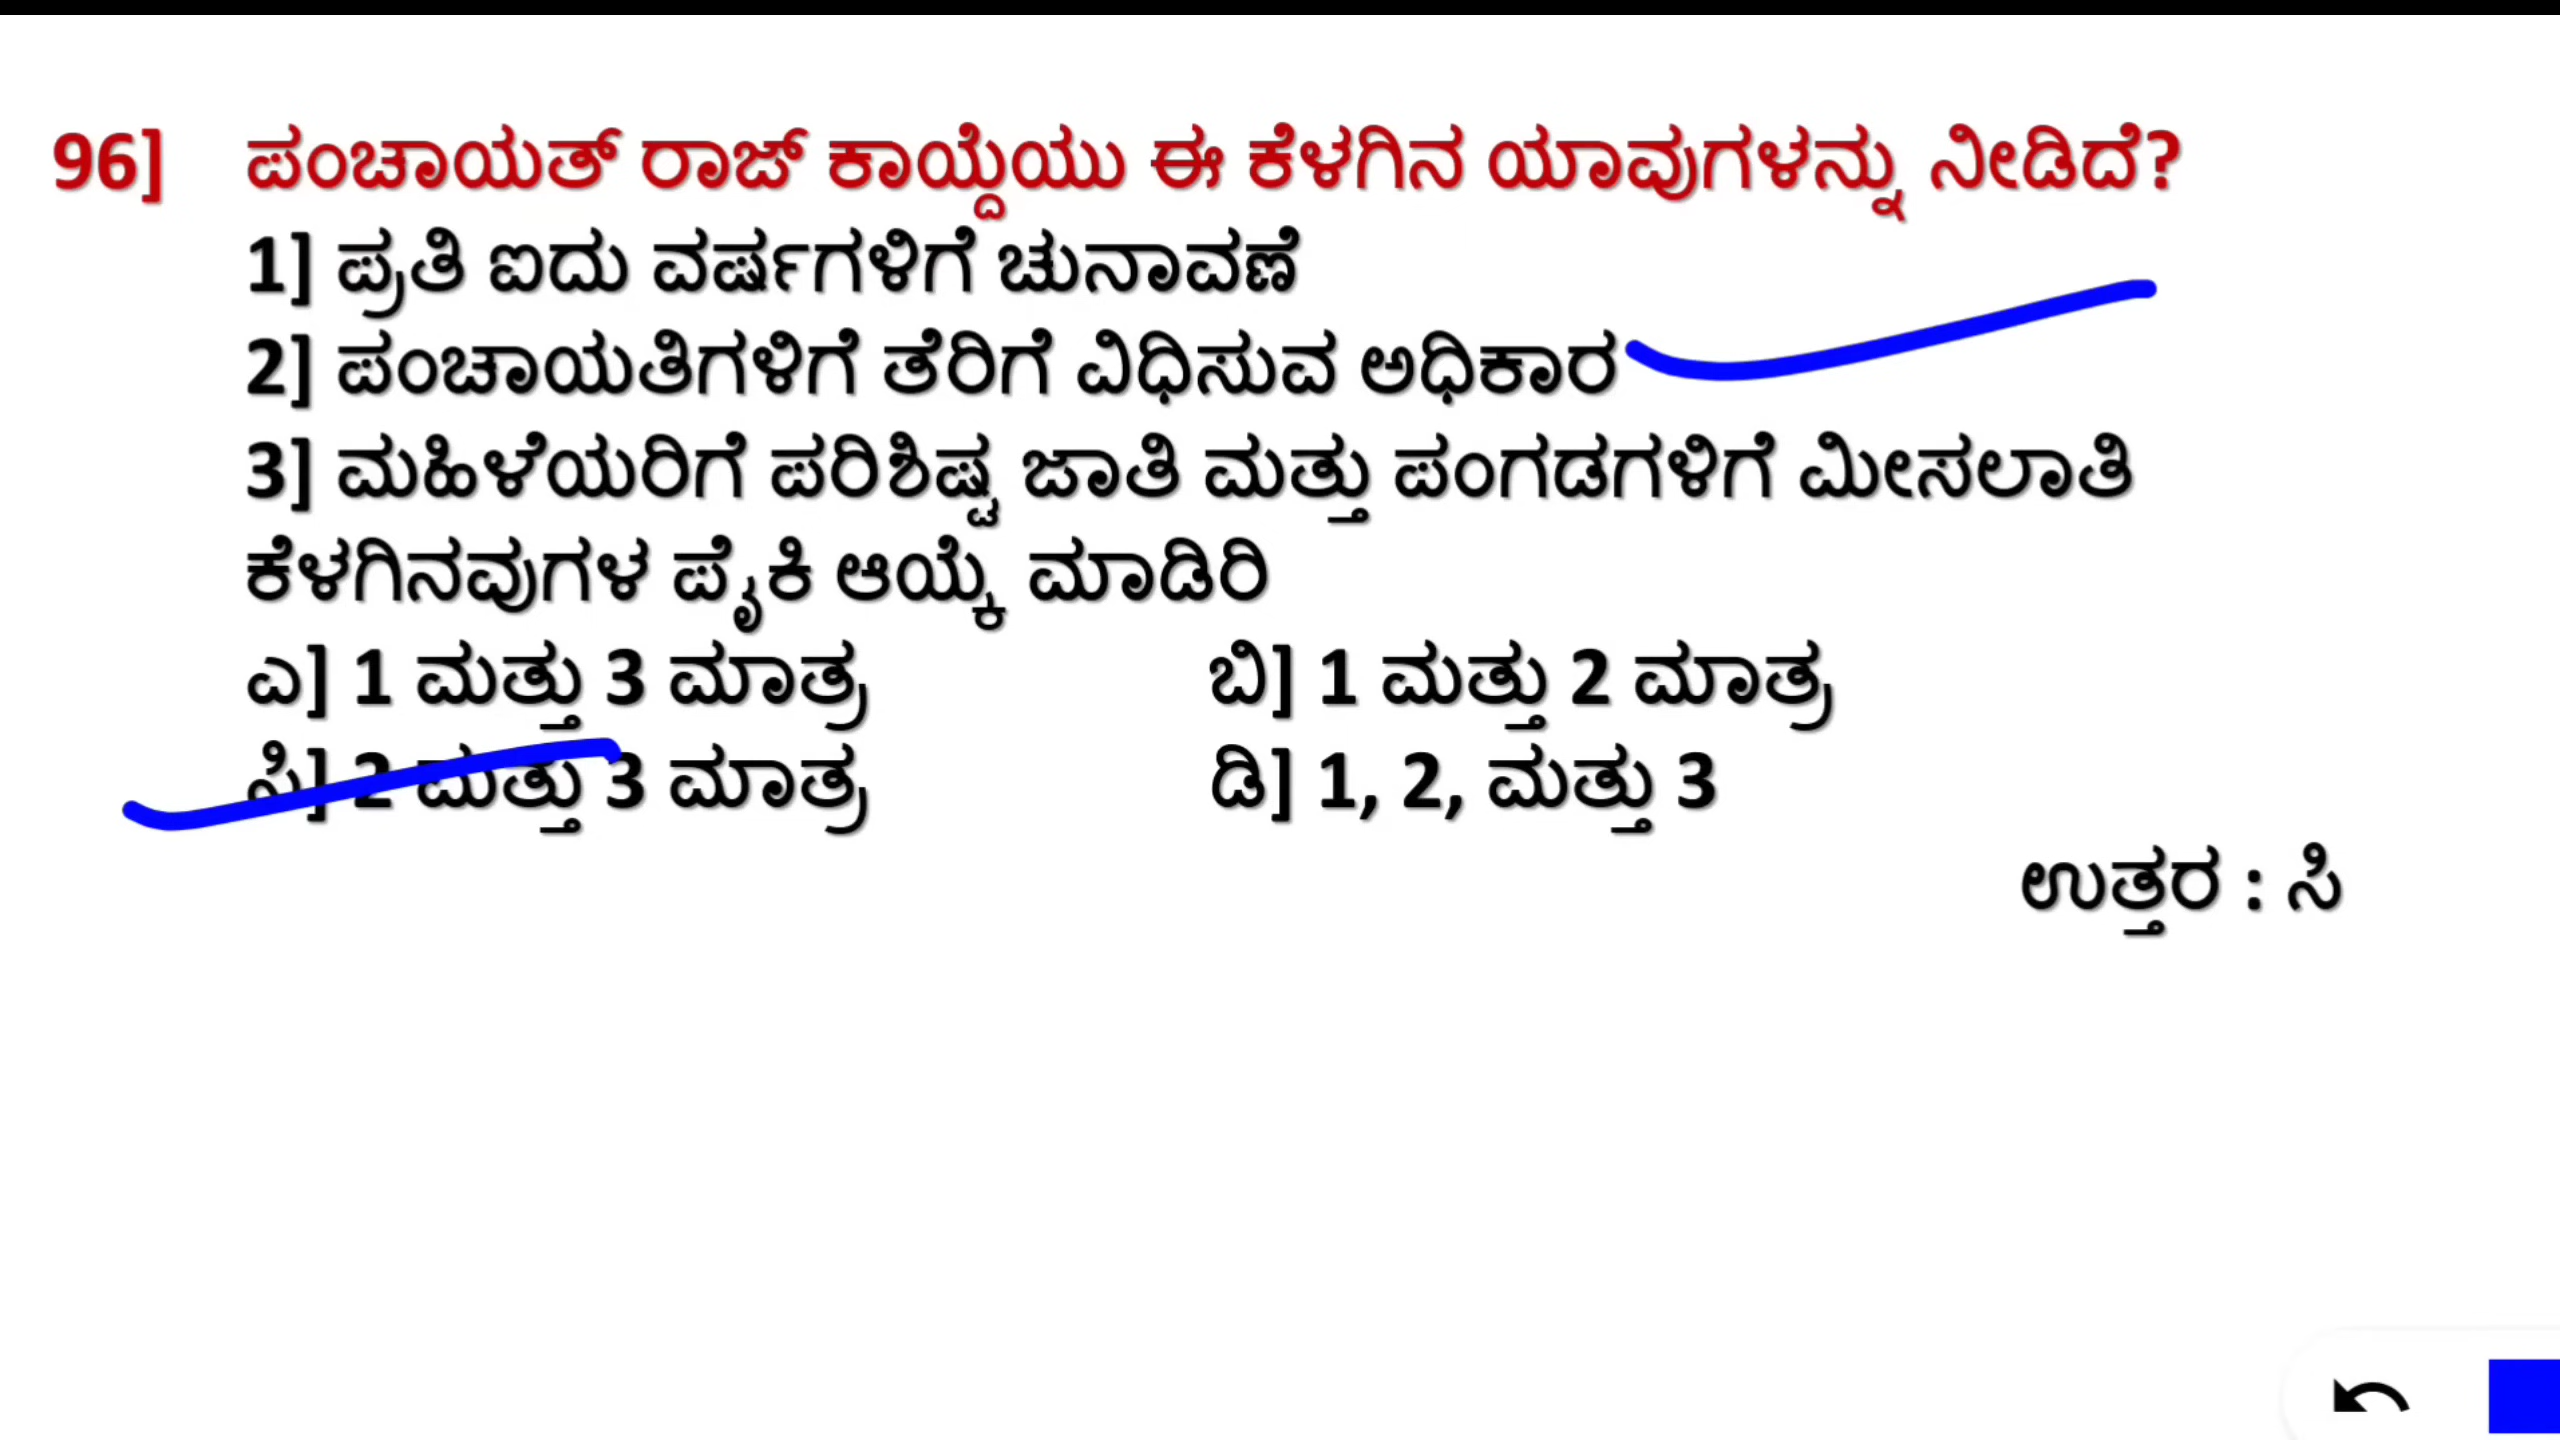 96] ಪಂಚಾಯತ್ ರಾಜ್ ಕಾಯ್ದೆಯು ಈ ಕೆಳಗಿನ ಯಾವುಗಳನ್ನು ನೀಡಿದೆ?
1] ಪ್ರತಿ ಐದು ವರ್ಷಗಳಿಗೆ ಚುನಾವಣೆ
2] ಪಂಚಾಯತಿಗಳಿಗೆ ತೆರಿಗೆ ವಿಧಿಸುವ ಅಧಿಕಾರ
3] ಮಹಿಳೆಯರಿಗೆ ಪರಿಶಿಷ್ಟ ಜಾತಿ ಮತ್ತು ಪಂಗಡಗಳಿಗೆ ಮೀಸಲಾತಿ
ಕೆಳಗಿನವುಗಳ ಪೈಕಿ ಆಯ್ಕೆ ಮಾಡಿರಿ
ಎ] 1 ಮತ್ತು 3 ಮಾತ್ರ ಬಿ] 1 ಮತ್ತು 2 ಮಾತ್ರ
ಸಿ] 2 ಮತ್ತು 3 ಮಾತ್ರ ಡಿ] 1, 2, ಮತ್ತು 3
ಉತ್ತರ : ಸಿ